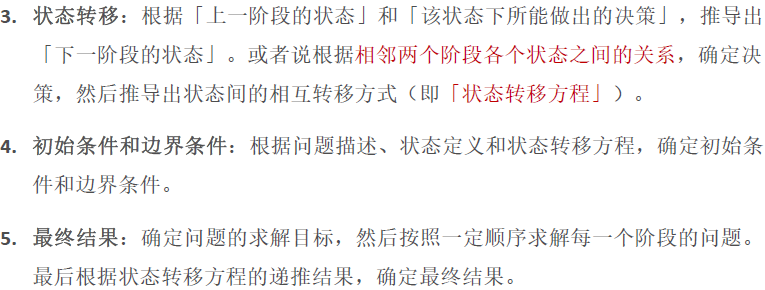 3. 状态转移：根据「上一阶段的状态」和「该状态下所能做出的决策」，推导出
「下一阶段的状态」。或者说根据相邻两个阶段各个状态之间的关系，确定决
策，然后推导出状态间的相互转移方式（即「状态转移方程」）。
4. 初始条件和边界条件：根据问题描述、状态定义和状态转移方程，确定初始条
件和边界条件。
5. 最终结果：确定问题的求解目标，然后按照一定顺序求解每一个阶段的问题。
最后根据状态转移方程的递推结果，确定最终结果。